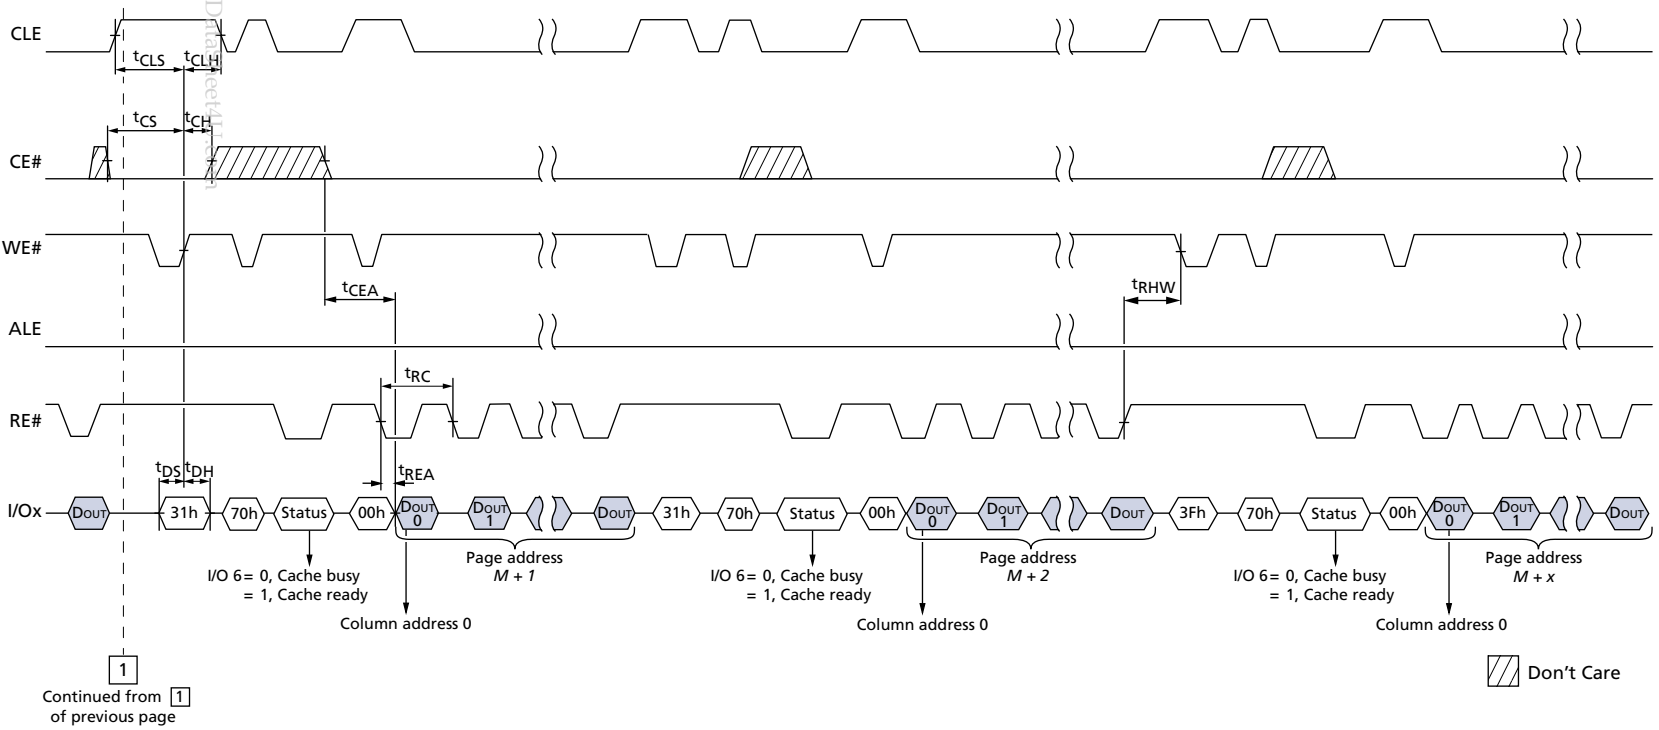 CLE
tCLS tCLH
DataSheet4U.com
tCS tCH
CE#
WE#
tCEA
tRHW
ALE
tRC
RE#
tDS tDH
tREA
I/Ox
DOUT 31h 70h Status 00h DOUT 0 DOUT 1 DOUT 31h 70h Status 00h DOUT 0 DOUT 1 DOUT 3Fh 70h Status 00h DOUT 0 DOUT 1 DOUT
Page address
M + 1
Page address
M + 2
Page address
M + x
I/O 6 = 0, Cache busy
= 1, Cache ready
I/O 6 = 0, Cache busy
= 1, Cache ready
I/O 6 = 0, Cache busy
= 1, Cache ready
Column address 0
Column address 0
Column address 0
1
Continued from 1
of previous page
Don't Care